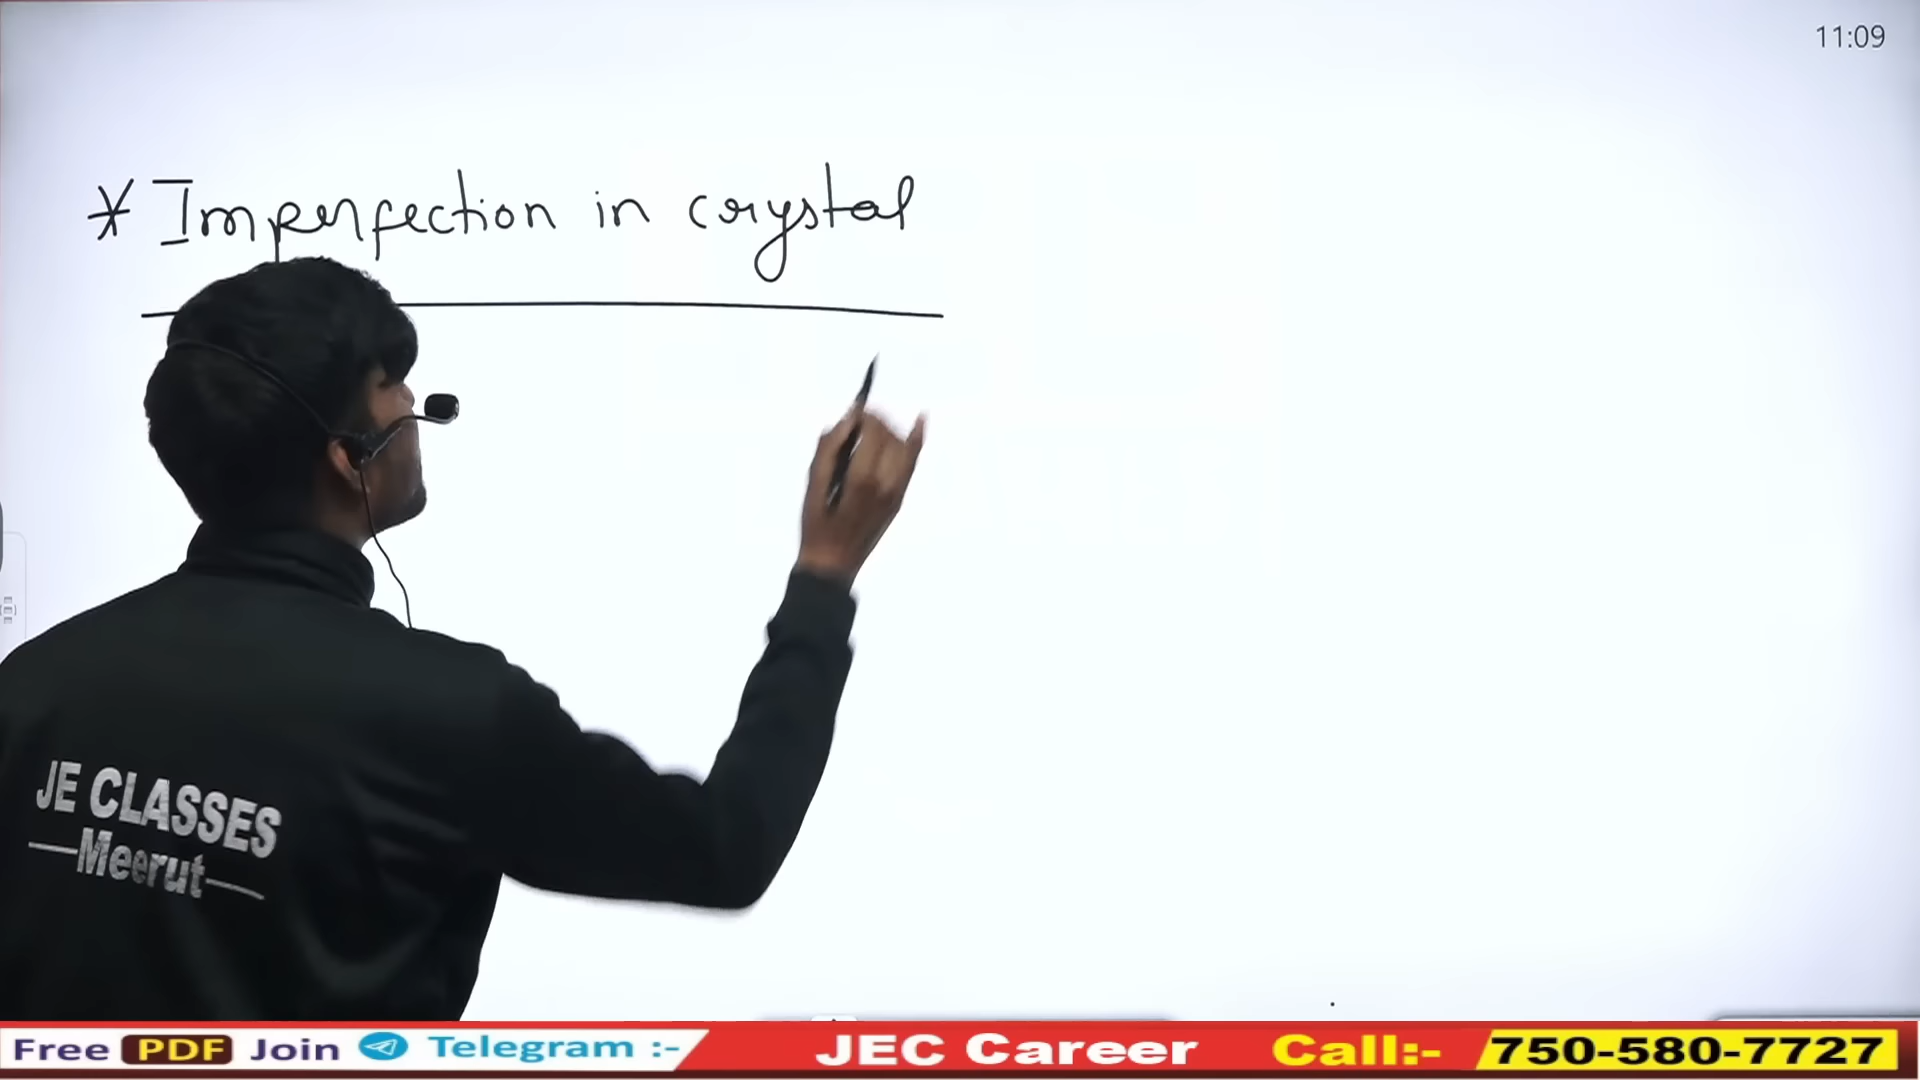 11:09
* Imperfection in crystal
JE CLASSES
—Meerut—
Free PDF Join Telegram :- JEC Career Call:- 750-580-7727